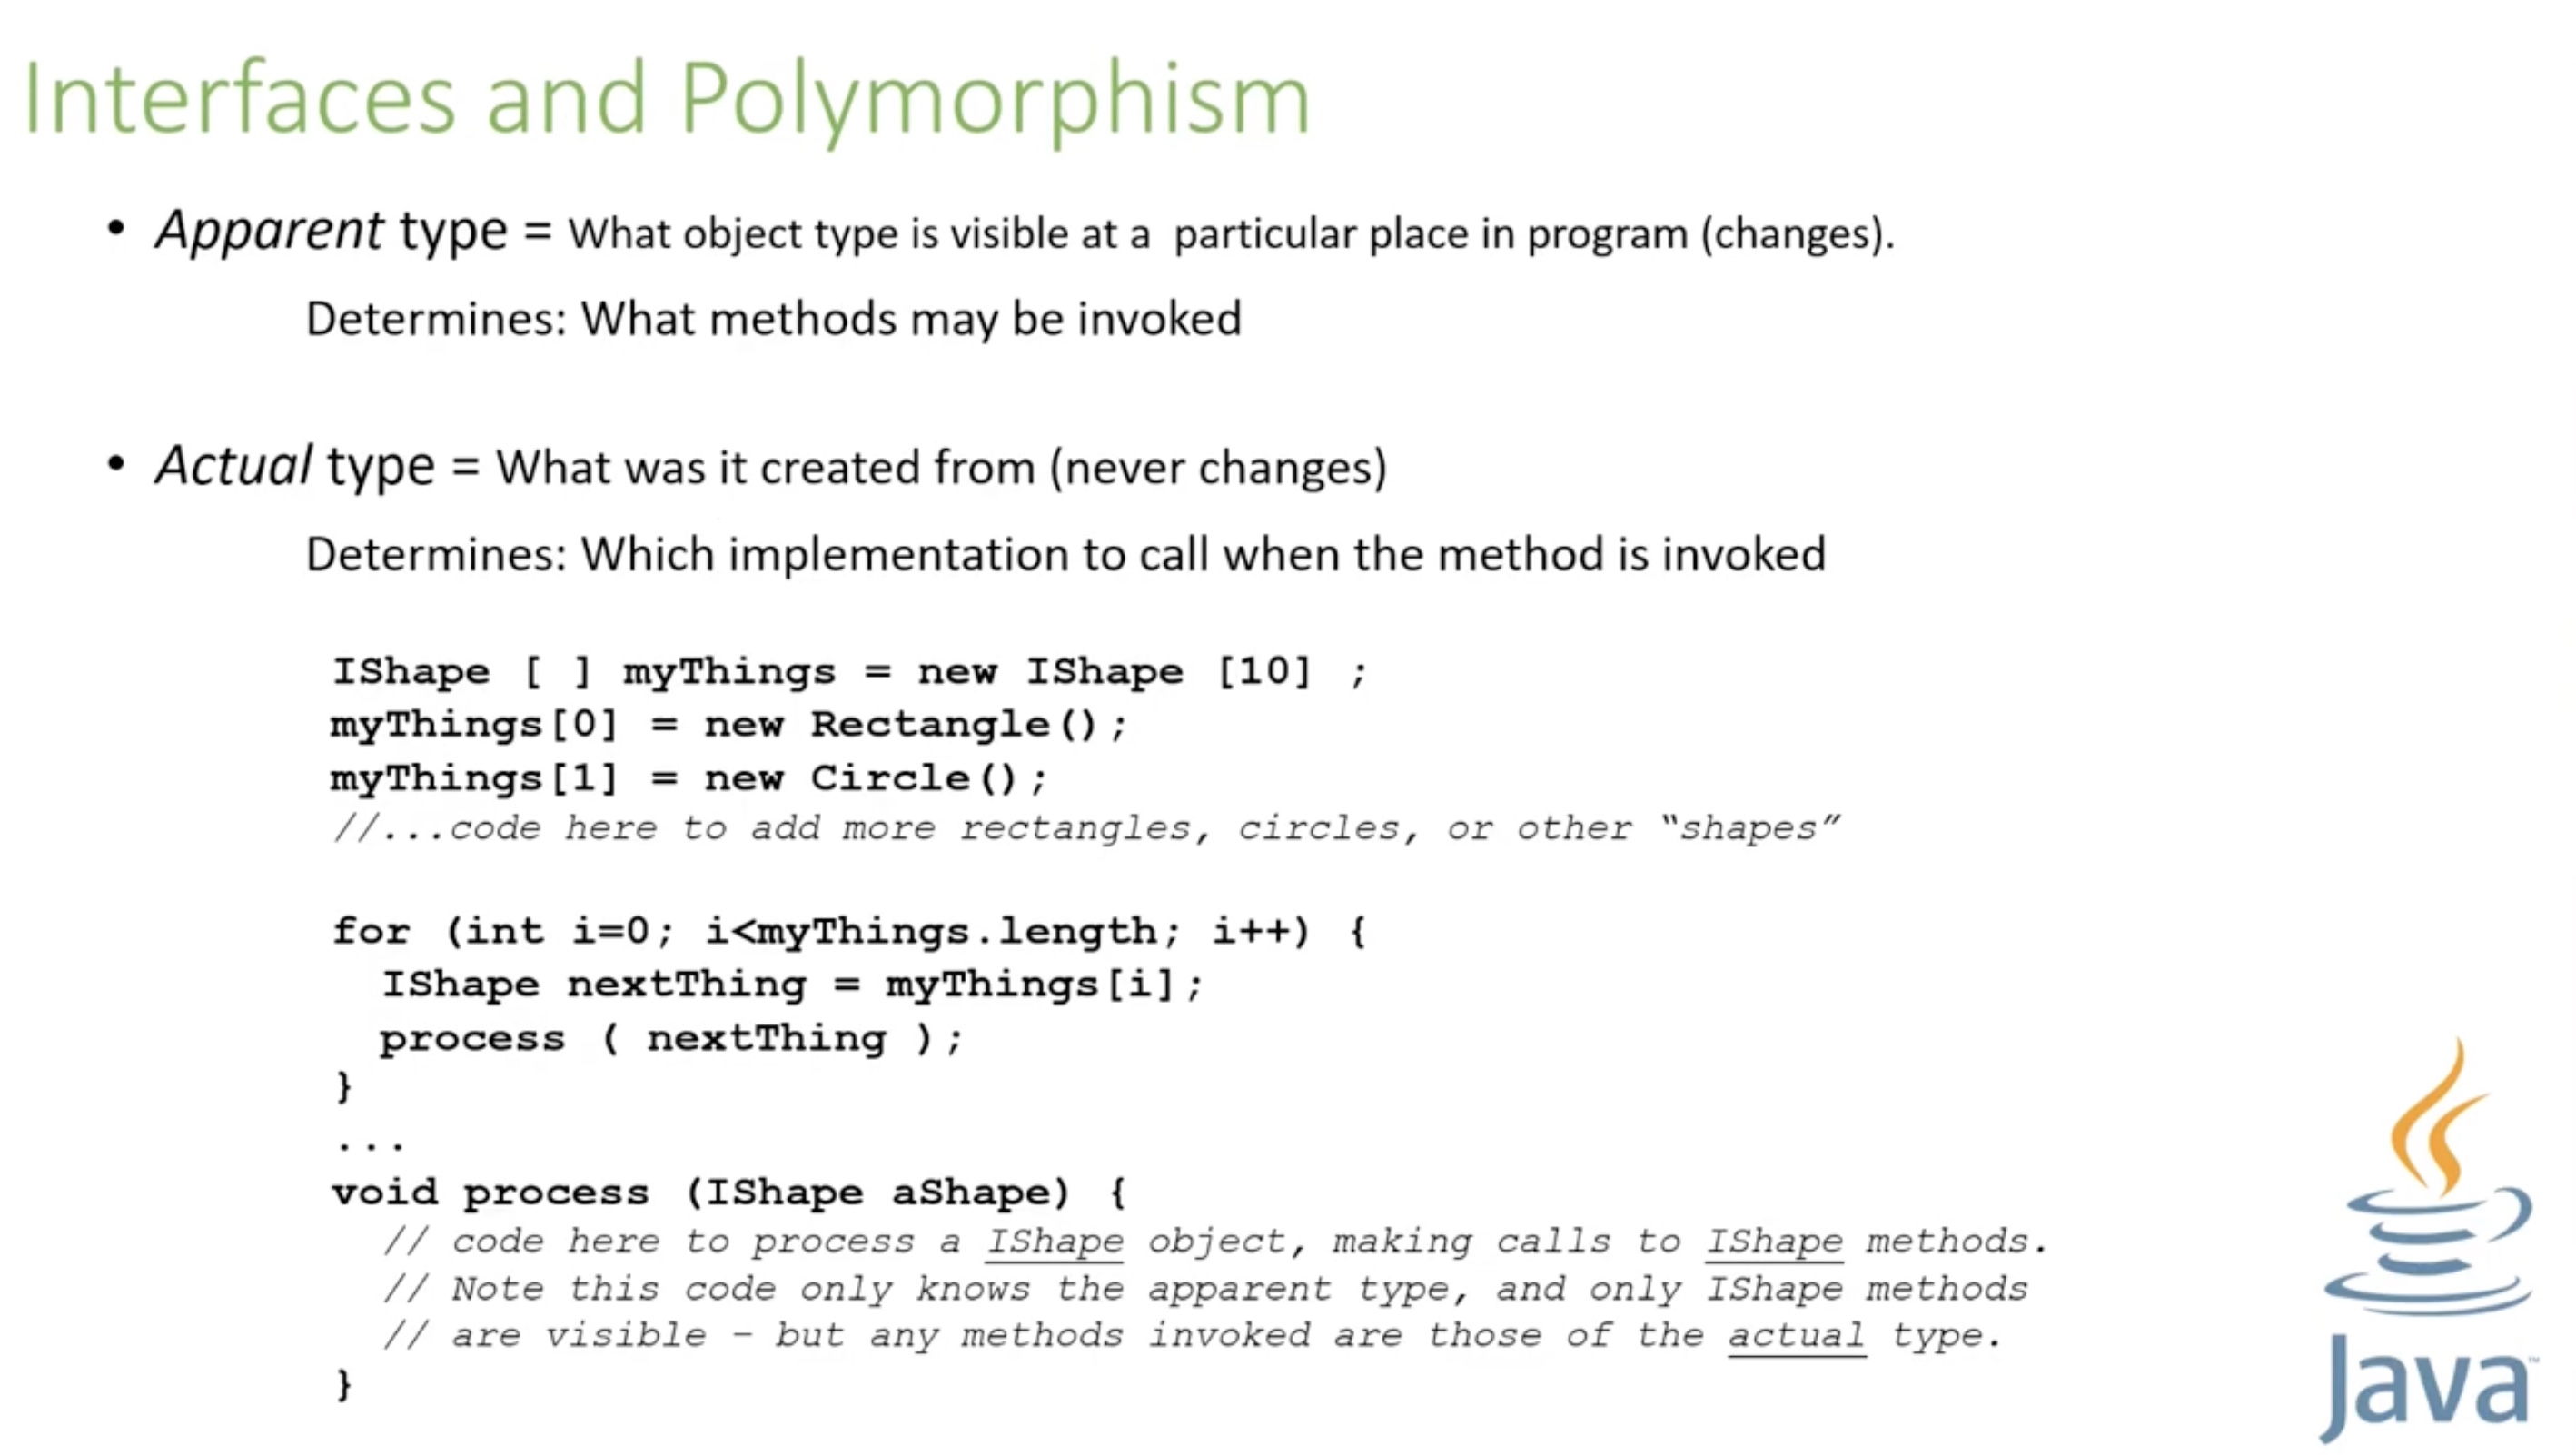 Interfaces and Polymorphism
• Apparent type = What object type is visible at a  particular place in program (changes).
Determines: What methods may be invoked
• Actual type = What was it created from (never changes)
Determines: Which implementation to call when the method is invoked
IShape [ ] myThings = new IShape [10] ;
myThings[0] = new Rectangle();
myThings[1] = new Circle();
//...code here to add more rectangles, circles, or other “shapes”
for (int i=0; i<myThings.length; i++) {
  IShape nextThing = myThings[i];
  process ( nextThing );
}
...
void process (IShape aShape) {
  // code here to process a IShape object, making calls to IShape methods.
  // Note this code only knows the apparent type, and only IShape methods
  // are visible – but any methods invoked are those of the actual type.
}
Java™